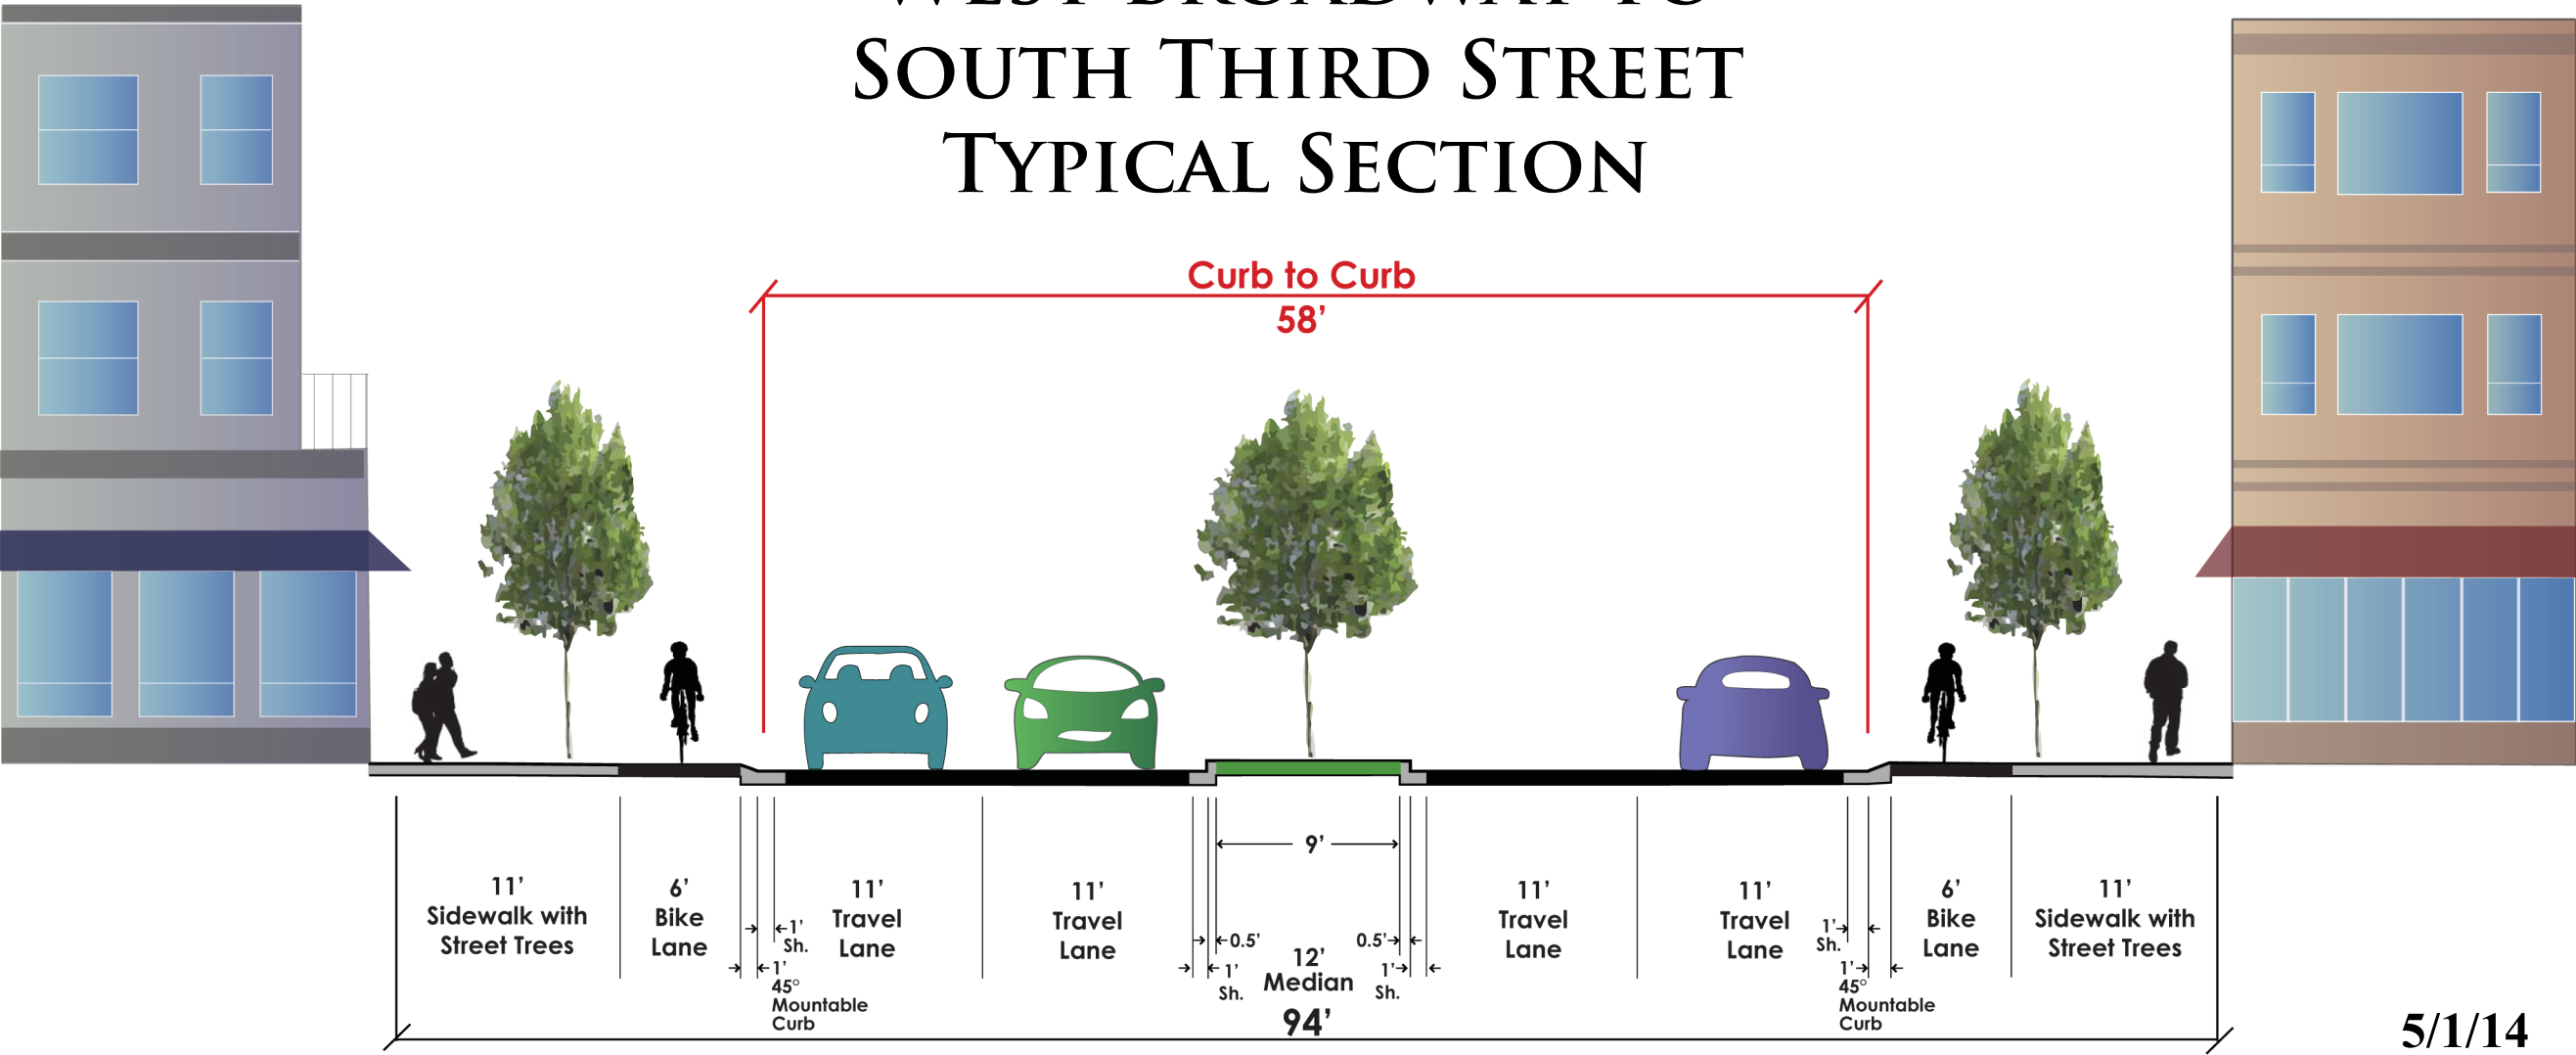 WEST BROADWAY TO
SOUTH THIRD STREET
TYPICAL SECTION
Curb to Curb
58’
9’
11’
Sidewalk with
Street Trees
6’
Bike
Lane
1’
Sh.
1’
45°
Mountable
Curb
11’
Travel
Lane
11’
Travel
Lane
0.5’
1’
Sh.
12’
Median
94’
0.5’
1’
Sh.
11’
Travel
Lane
11’
Travel
Lane
1’
Sh.
1’
45°
Mountable
Curb
6’
Bike
Lane
11’
Sidewalk with
Street Trees
5/1/14